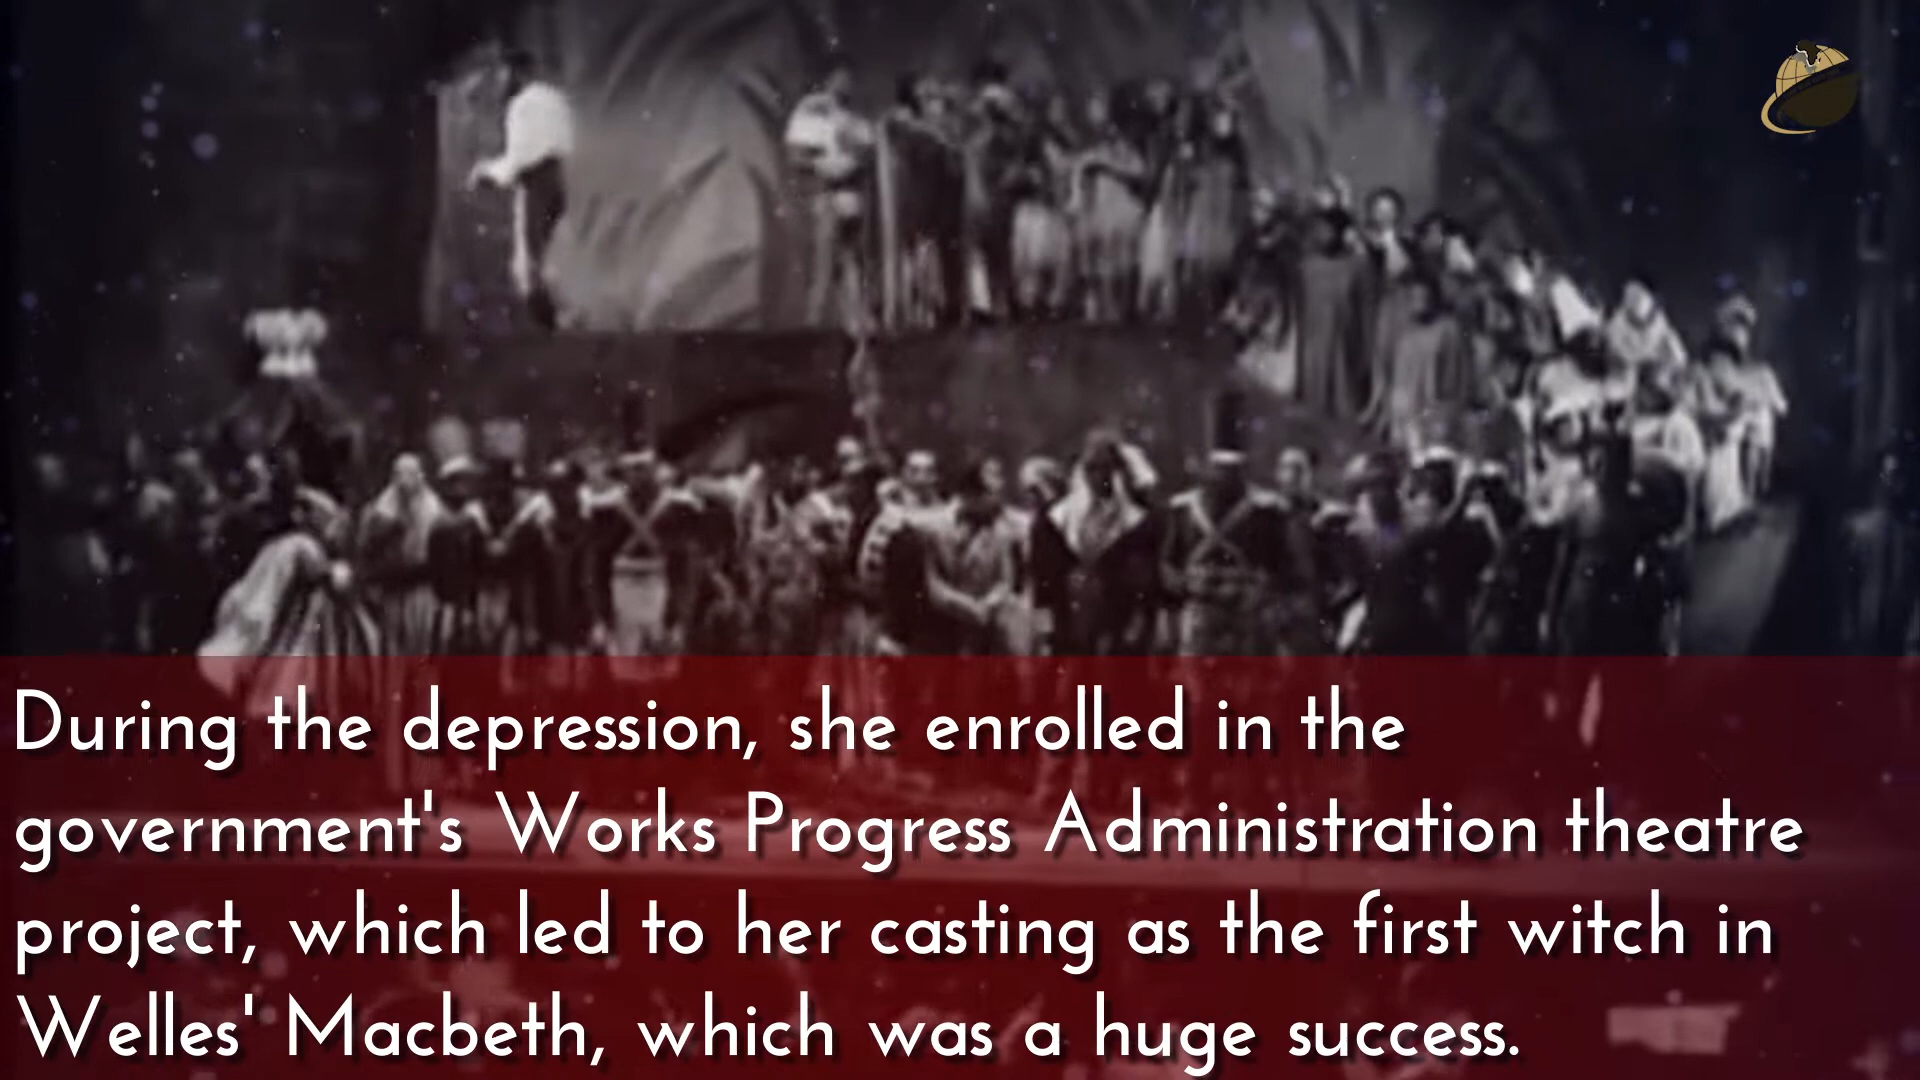 During the depression, she enrolled in the
government's Works Progress Administration theatre
project, which led to her casting as the first witch in
Welles' Macbeth, which was a huge success.